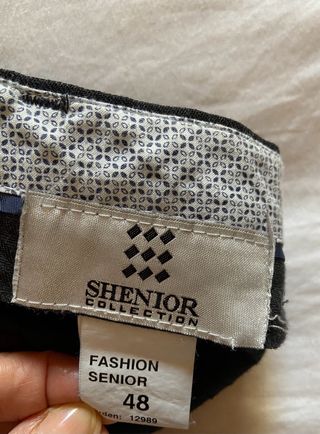 SHENIOR
COLLECTION
FASHION
SENIOR
48
12989